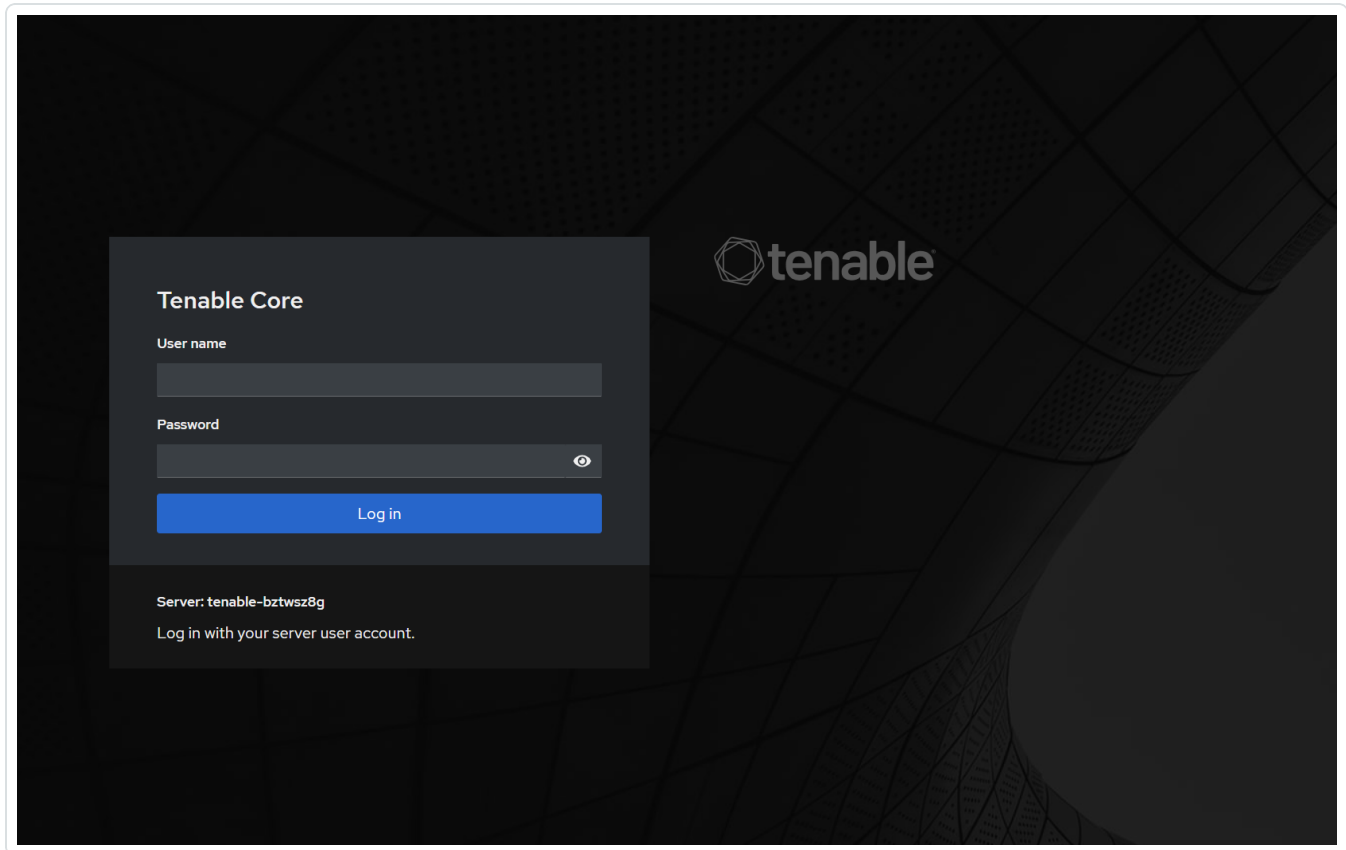 tenable
Tenable Core
User name
Password
Log in
Server: tenable-bztwsz8g
Log in with your server user account.